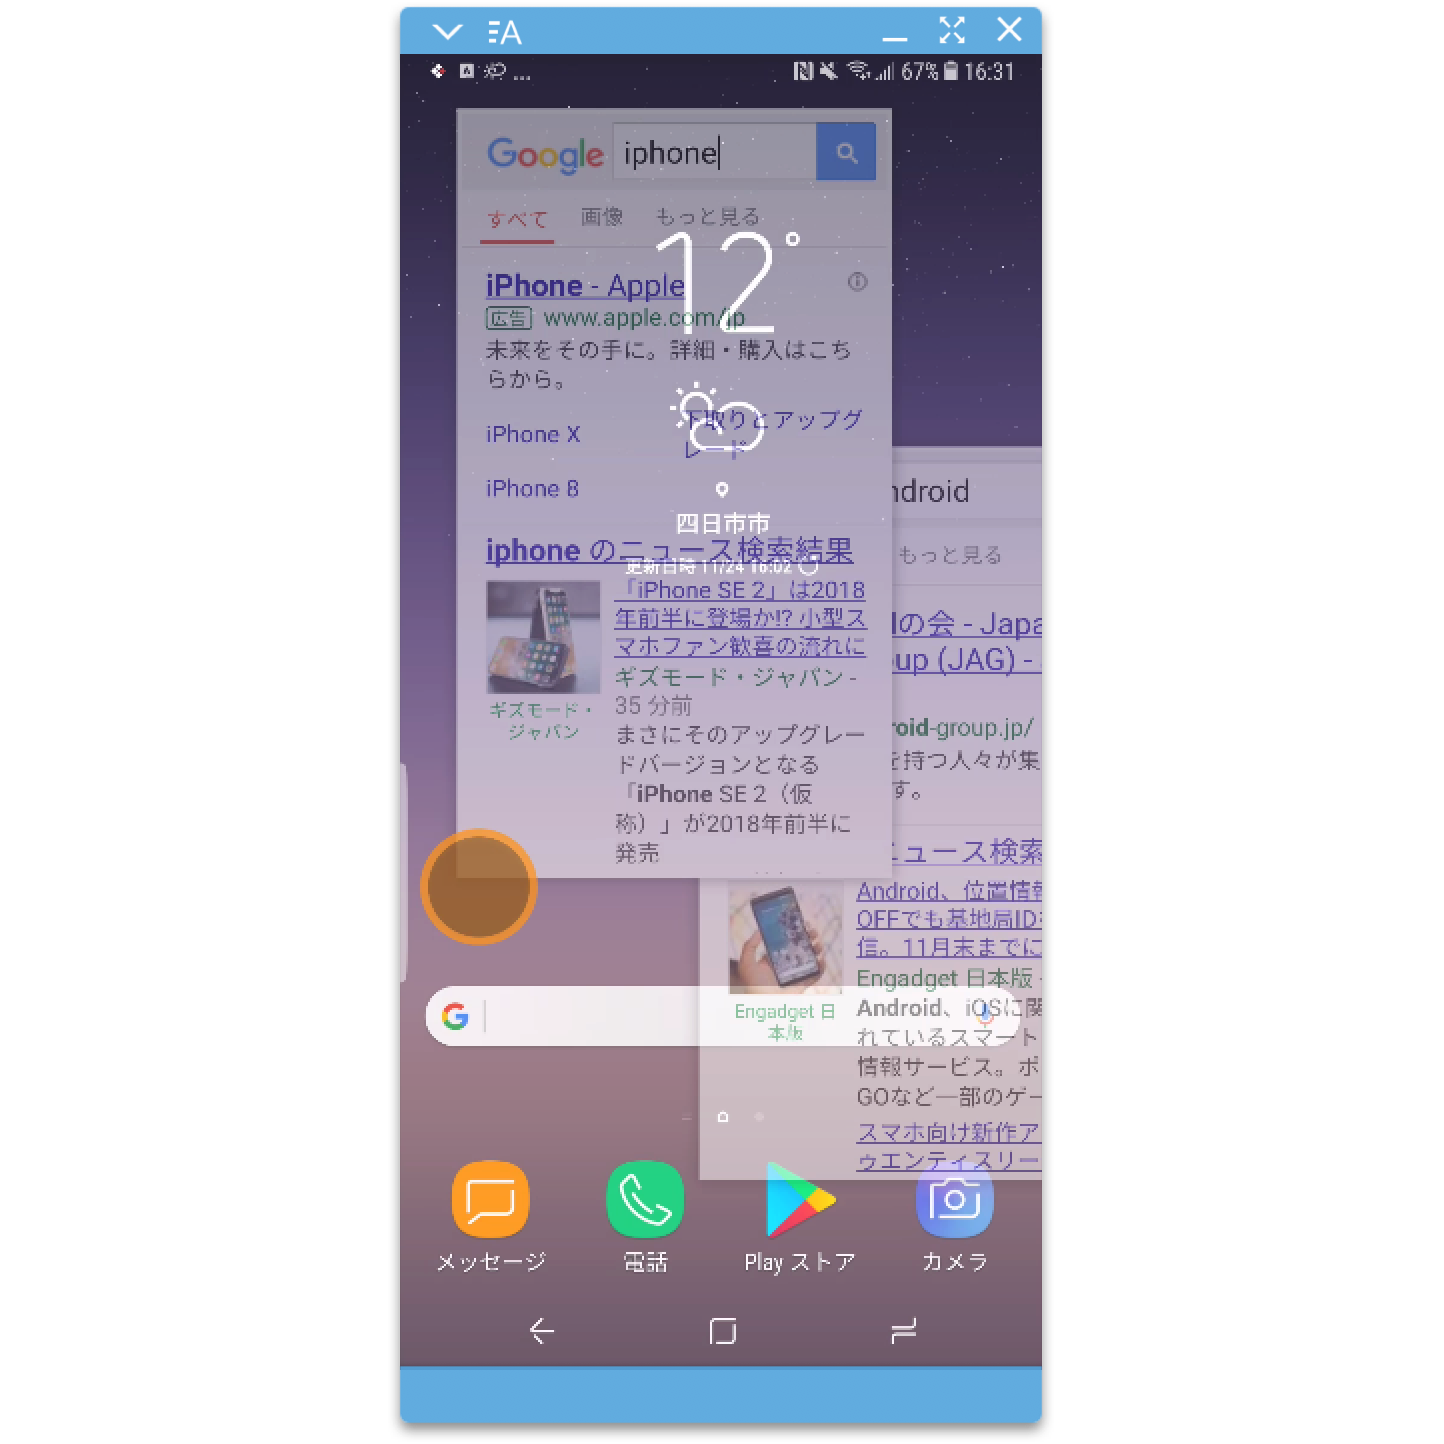 EA
...
67% 16:31
Google iphone
すべて 画像 もっと見る
12°
iPhone - Apple
広告 www.apple.com/jp
未来をその手に。詳細・購入はこち
らから。
iPhone X
下取りとアップグ
レード
iPhone 8
四日市市
iphone のニュース検索結果
更新日時 11/24 16:02
「iPhone SE 2」は2018
年前半に登場か!? 小型ス
マホファン歓喜の流れに
ギズモード・ジャパン -
35 分前
ギズモード・
ジャパン
まさにそのアップグレー
ドバージョンとなる
「iPhone SE 2（仮
称）」が2018年前半に
発売
ndroid
もっと見る
の会 - Japa
up (JAG) -
roid-group.jp/
を持つ人々が集
す。
ニュース検索
Android、位置情報
OFFでも基地局ID
信。11月末までに
Engadget 日本版 -
Android、iOSに関
れているスマート
情報サービス。ポ
GOなど一部のゲー
スマホ向け新作ア
ゥエンティスリー
Engadget 日
本版
G
メッセージ 電話 Play ストア カメラ